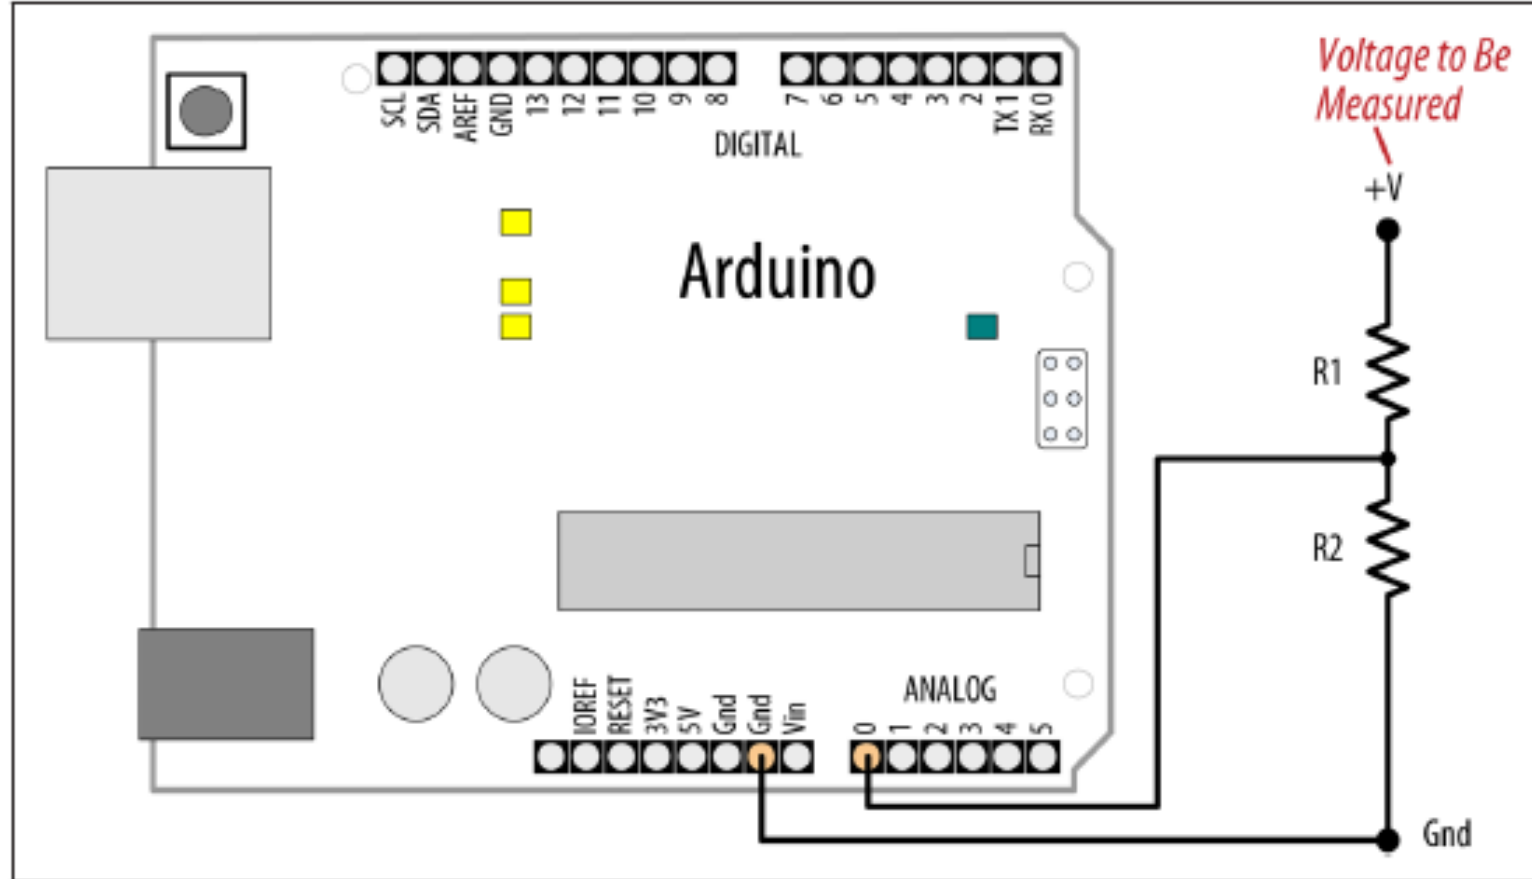 Voltage to Be
Measured
+V
SCL
SDA
AREF
GND
13
12
11
10
9
8
7
6
5
4
3
2
TX 1
RX 0
DIGITAL
Arduino
R1
R2
ANALOG
IOREF
RESET
3V3
5V
Gnd
Gnd
Vin
0
1
2
3
4
5
Gnd